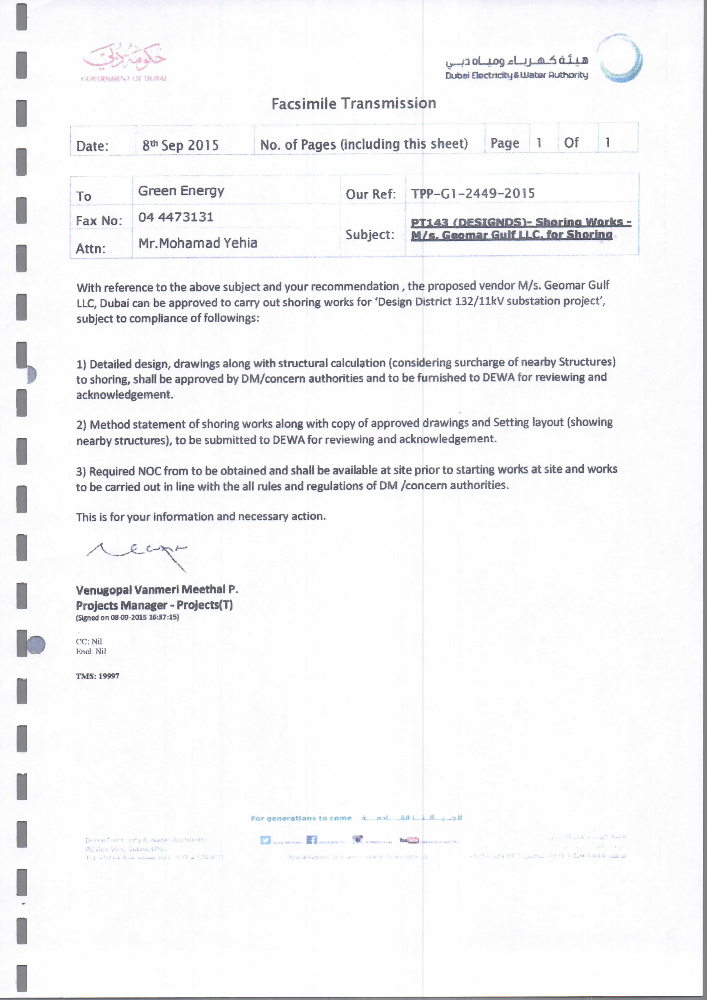 حكومة دبي
GOVERNMENT OF DUBAI
هيئة كهرباء ومياه دبي
Dubai Electricity & Water Authority
Facsimile Transmission
Date: 8th Sep 2015 No. of Pages (including this sheet) Page 1 Of 1
To Green Energy Our Ref: TPP-G1-2449-2015
Fax No: 04 4473131
Attn: Mr.Mohamad Yehia
Subject: PT143 (DESIGNDS)- Shoring Works -
M/s. Geomar Gulf LLC. for Shoring
With reference to the above subject and your recommendation , the proposed vendor M/s. Geomar Gulf
LLC, Dubai can be approved to carry out shoring works for ‘Design District 132/11kV substation project’,
subject to compliance of followings:
1) Detailed design, drawings along with structural calculation (considering surcharge of nearby Structures)
to shoring, shall be approved by DM/concern authorities and to be furnished to DEWA for reviewing and
acknowledgement.
2) Method statement of shoring works along with copy of approved drawings and Setting layout (showing
nearby structures), to be submitted to DEWA for reviewing and acknowledgement.
3) Required NOC from to be obtained and shall be available at site prior to starting works at site and works
to be carried out in line with the all rules and regulations of DM /concern authorities.
This is for your information and necessary action.
Venugopal Vanmeri Meethal P.
Projects Manager - Projects(T)
(Signed on 08-09-2015 16:37:15)
CC: Nil
Encl: Nil
TMS: 19997
For generations to come لأجيالنا القادمة
Dubai Electricity & Water Authority
You Tube